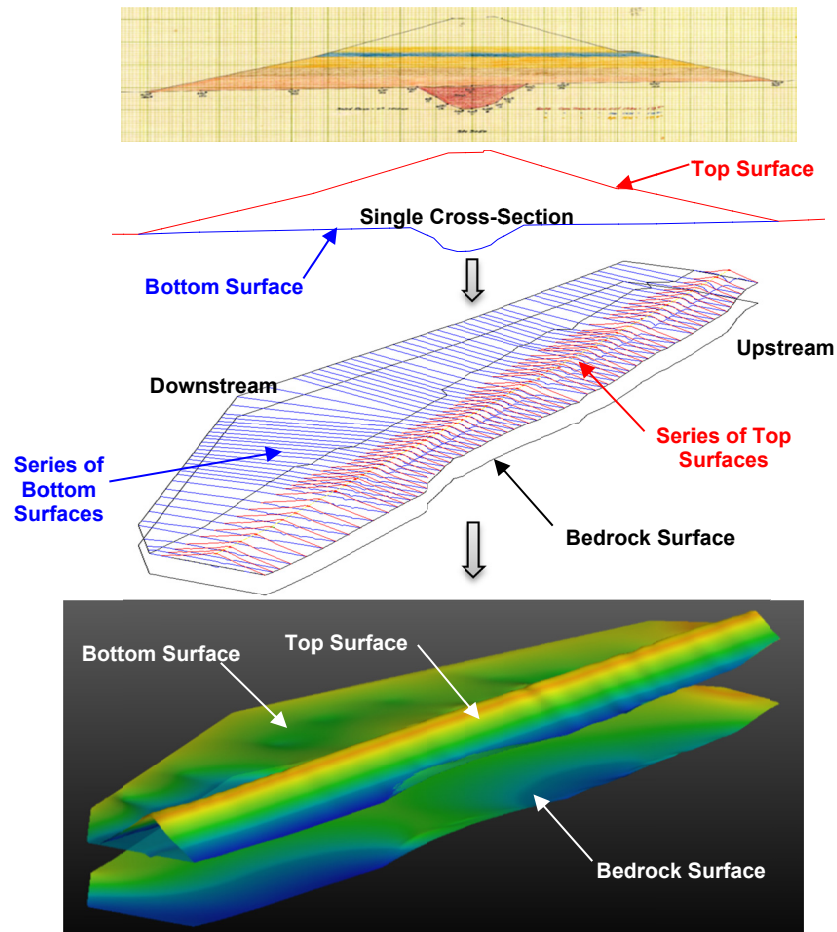 Top Surface
Single Cross-Section
Bottom Surface
Upstream
Downstream
Series of Top
Surfaces
Series of
Bottom
Surfaces
Bedrock Surface
Top Surface
Bottom Surface
Bedrock Surface